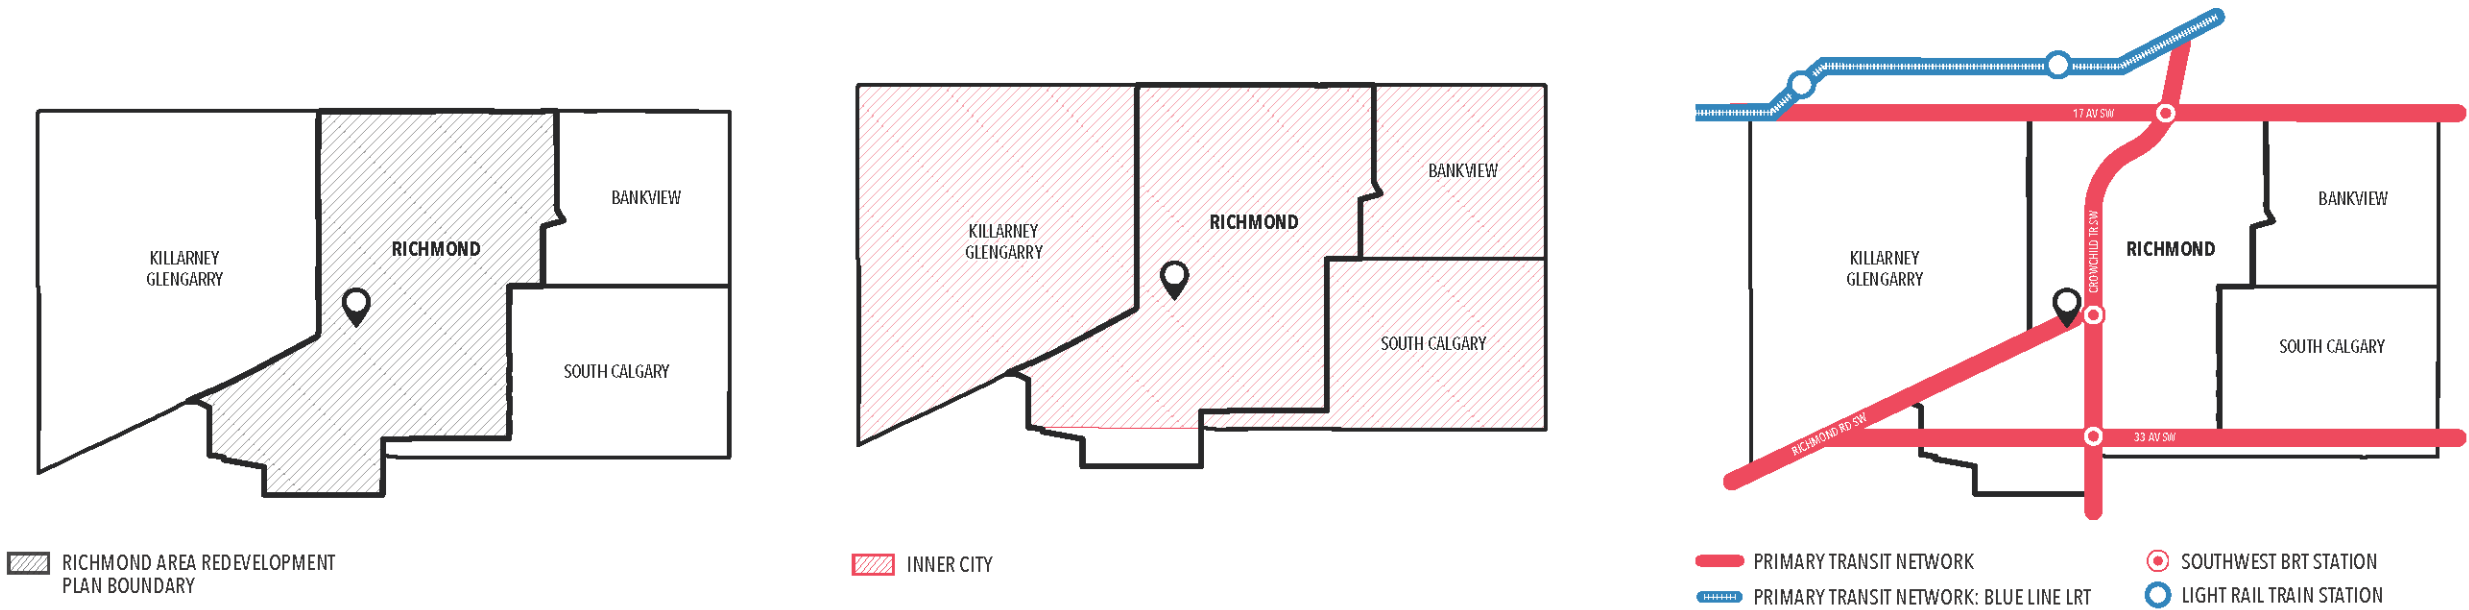 KILLARNEY
GLENGARRY
RICHMOND
BANKVIEW
SOUTH CALGARY
RICHMOND AREA REDEVELOPMENT
PLAN BOUNDARY
KILLARNEY
GLENGARRY
RICHMOND
BANKVIEW
SOUTH CALGARY
INNER CITY
17 AV SW
CROWCHILD TR SW
KILLARNEY
GLENGARRY
RICHMOND
BANKVIEW
SOUTH CALGARY
RICHMOND RD SW
33 AV SW
PRIMARY TRANSIT NETWORK
PRIMARY TRANSIT NETWORK: BLUE LINE LRT
SOUTHWEST BRT STATION
LIGHT RAIL TRAIN STATION